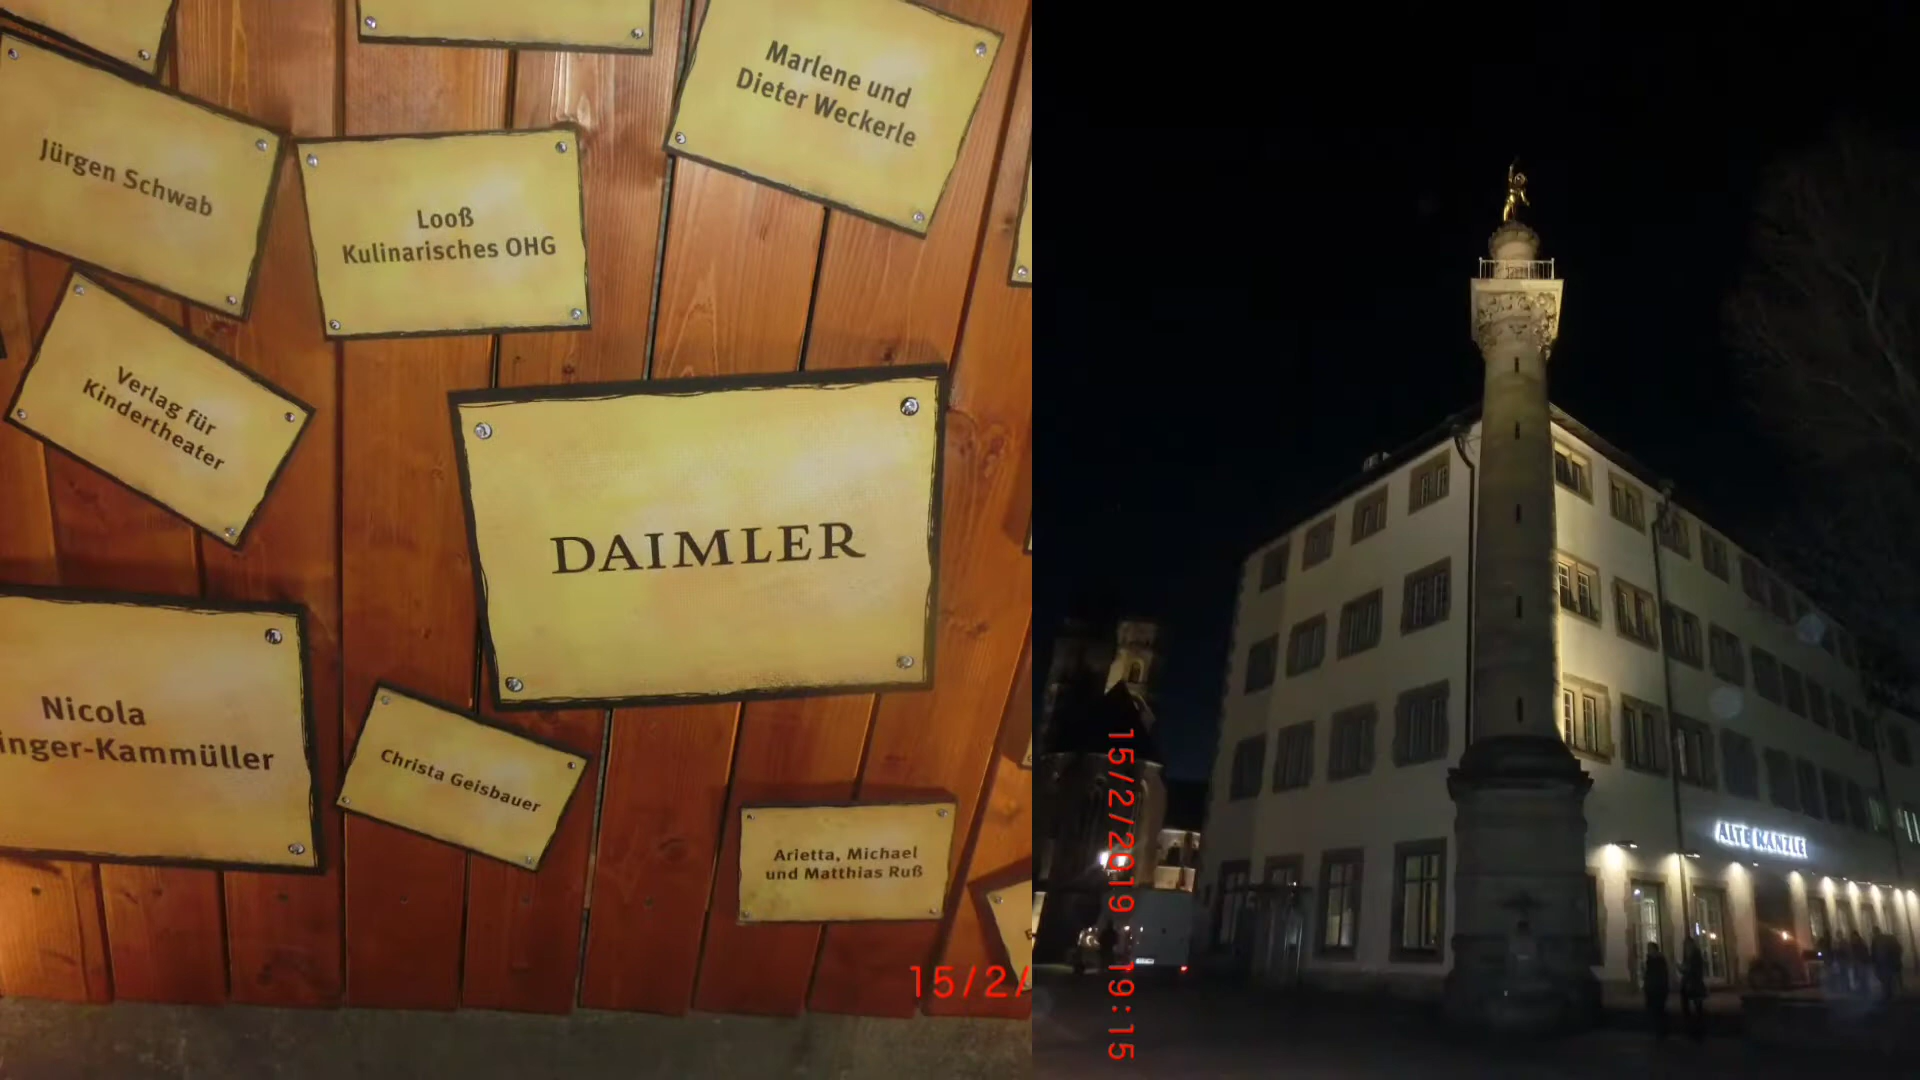 Marlene und
Dieter Weckerle
Jürgen Schwab
Looß
Kulinarisches OHG
Verlag für
Kindertheater
DAIMLER
Nicola
inger-Kammüller
Christa Geisbauer
Arietta, Michael
und Matthias Ruß
15/2/
ALTE KANZLEI
15/2/2019 19:15